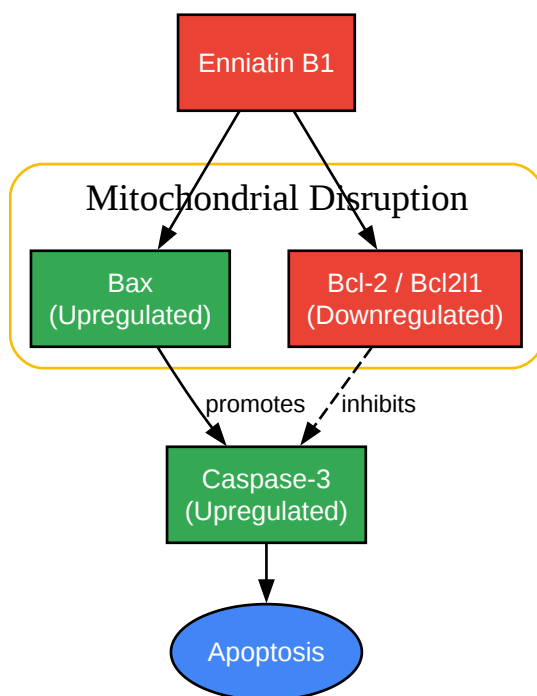 Enniatin B1
Mitochondrial Disruption
Bax
(Upregulated)
Bcl-2 / Bcl2l1
(Downregulated)
promotes
inhibits
Caspase-3
(Upregulated)
Apoptosis